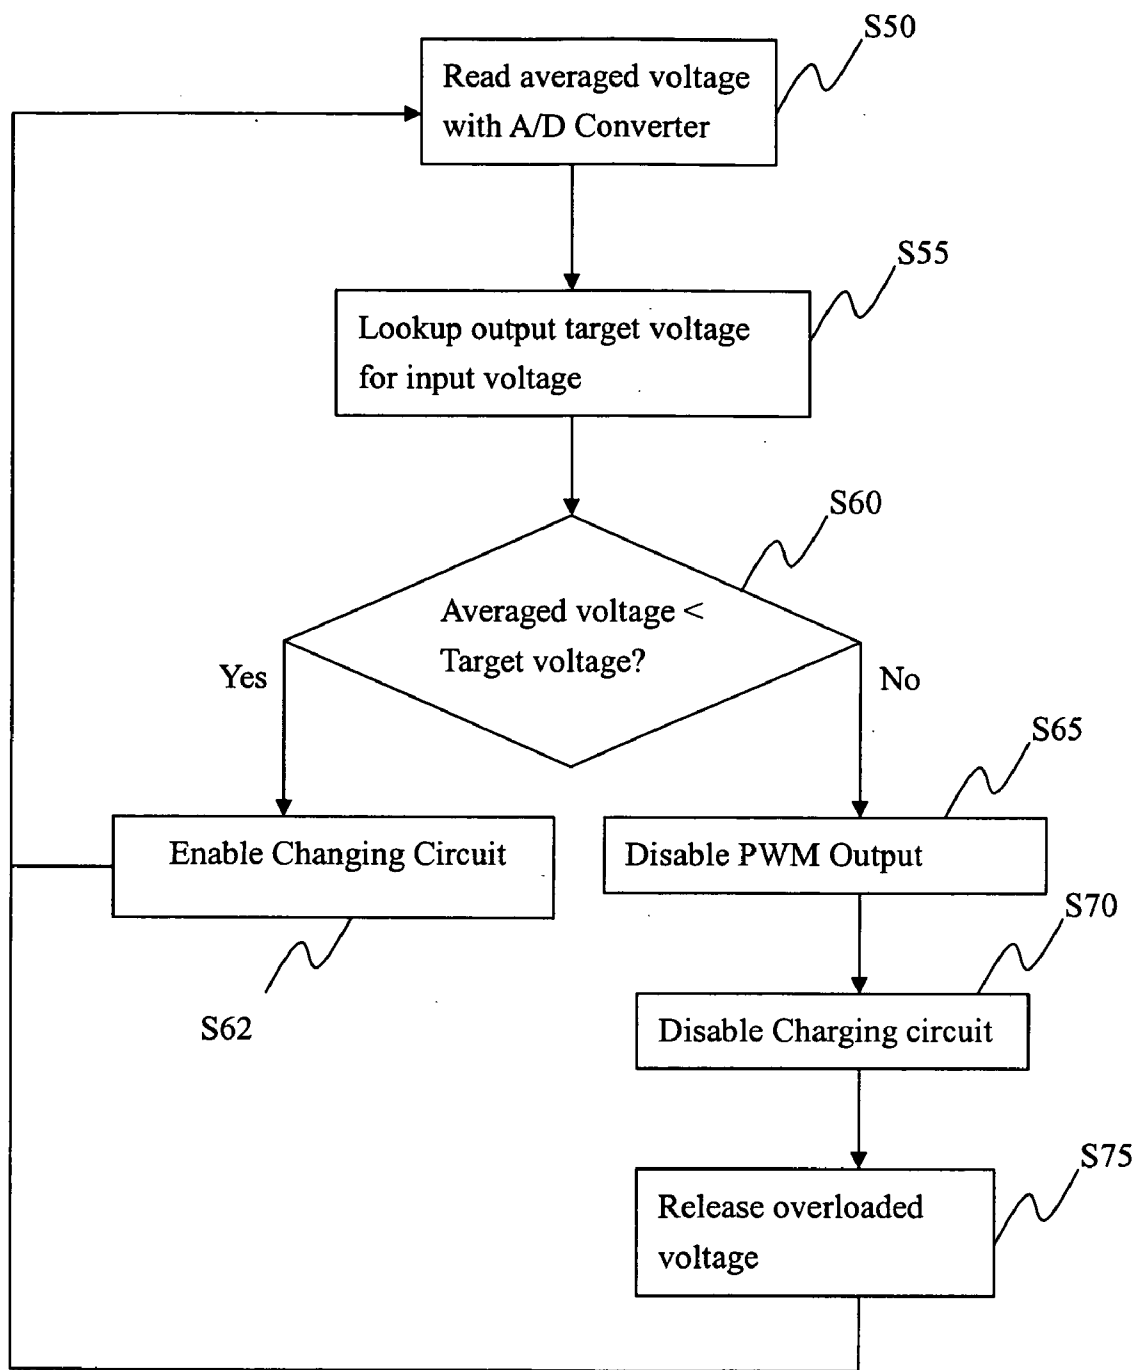 S50
Read averaged voltage
with A/D Converter
S55
Lookup output target voltage
for input voltage
S60
Averaged voltage <
Target voltage?
Yes
No
S65
Enable Changing Circuit
Disable PWM Output
S70
S62
Disable Charging circuit
S75
Release overloaded
voltage